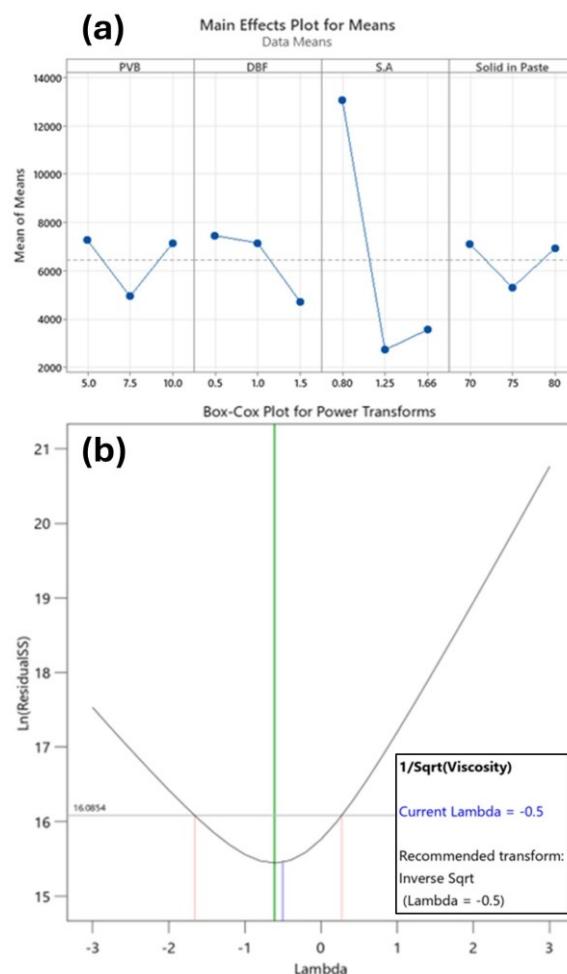 (a)
Main Effects Plot for Means
Data Means
PVB DBF S.A Solid in Paste
Mean of Means
14000
12000
10000
8000
6000
4000
2000
5.0 7.5 10.0 0.5 1.0 1.5 0.80 1.25 1.66 70 75 80
Box-Cox Plot for Power Transforms
(b)
Ln(ResidualSS)
21
20
19
18
17
16
15
16.0854
1/Sqrt(Viscosity)
Current Lambda = -0.5
Recommended transform:
Inverse Sqrt
(Lambda = -0.5)
-3 -2 -1 0 1 2 3
Lambda